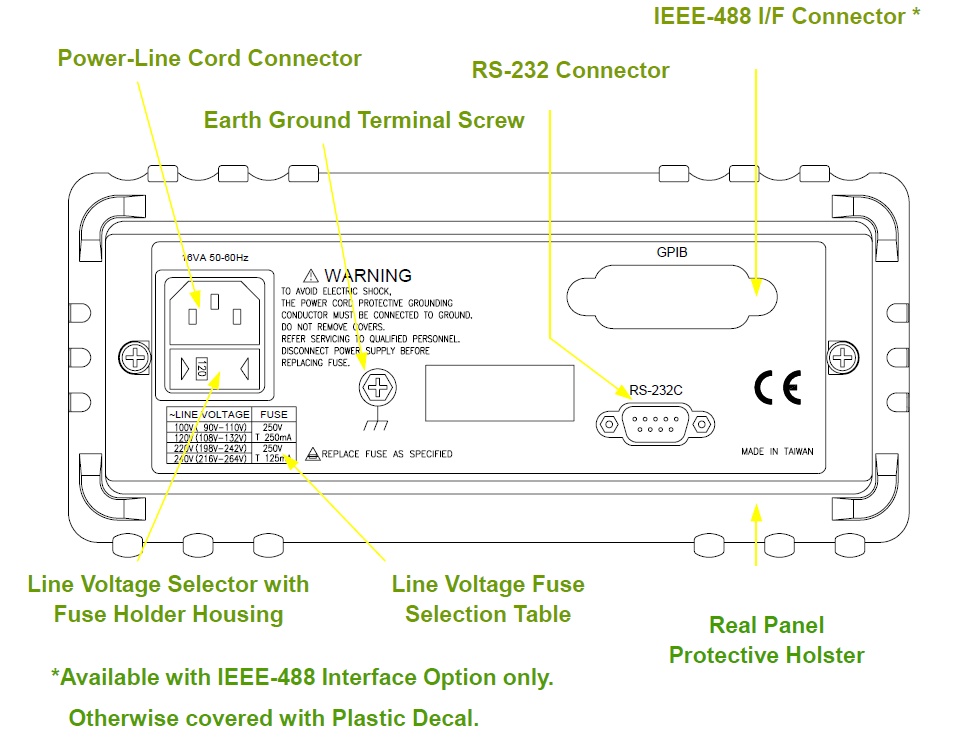 IEEE-488 I/F Connector *
Power-Line Cord Connector
RS-232 Connector
Earth Ground Terminal Screw
16VA 50-60Hz
GPIB
WARNING
TO AVOID ELECTRIC SHOCK,
THE POWER CORD PROTECTIVE GROUNDING
CONDUCTOR MUST BE CONNECTED TO GROUND.
DO NOT REMOVE COVERS.
REFER SERVICING TO QUALIFIED PERSONNEL.
DISCONNECT POWER SUPPLY BEFORE
REPLACING FUSE.
120
RS-232C
CE
~LINE VOLTAGE FUSE
100V( 90V-110V) 250V
120V(108V-132V) T 250mA
220V(198V-242V) 250V
240V(216V-264V) T 125mA
REPLACE FUSE AS SPECIFIED
MADE IN TAIWAN
Line Voltage Selector with
Fuse Holder Housing
Line Voltage Fuse
Selection Table
Real Panel
Protective Holster
*Available with IEEE-488 Interface Option only.
Otherwise covered with Plastic Decal.